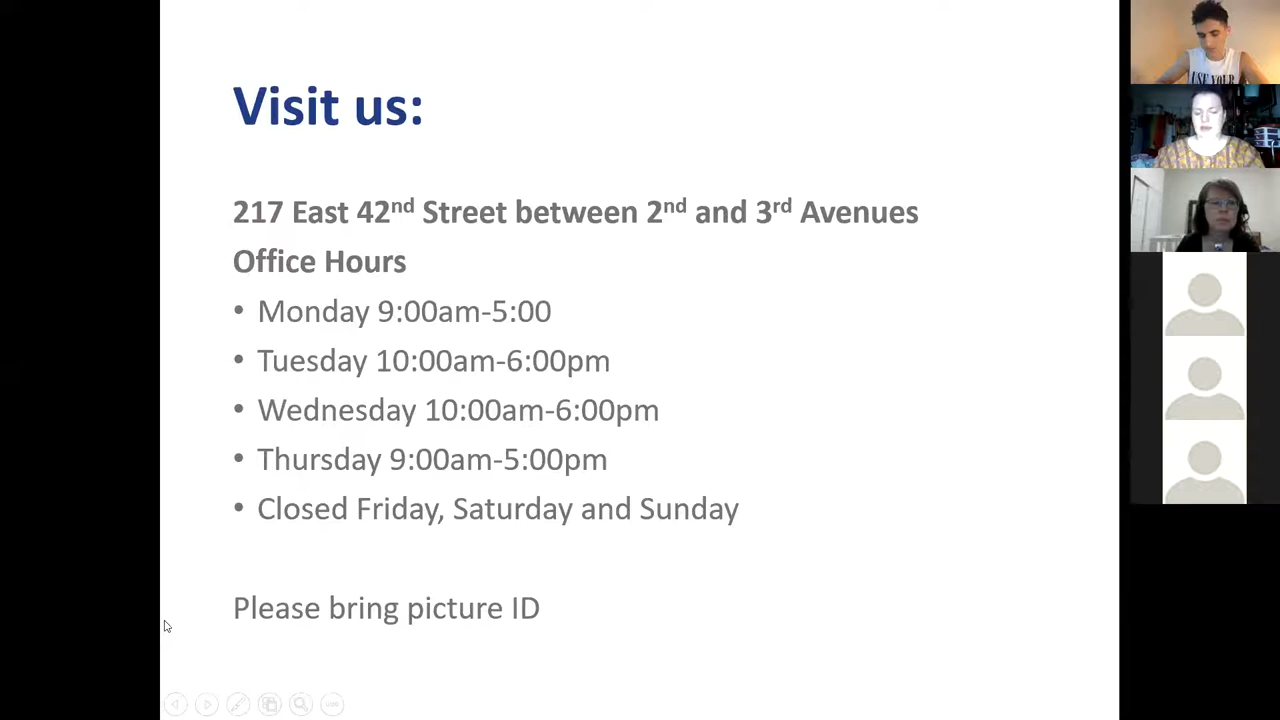 Visit us:
217 East 42nd Street between 2nd and 3rd Avenues
Office Hours
• Monday 9:00am-5:00
• Tuesday 10:00am-6:00pm
• Wednesday 10:00am-6:00pm
• Thursday 9:00am-5:00pm
• Closed Friday, Saturday and Sunday
Please bring picture ID
USE YOUR